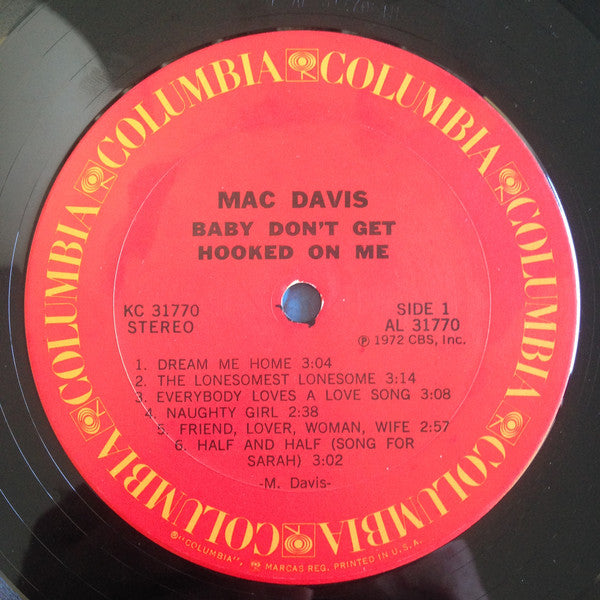 COLUMBIA COLUMBIA COLUMBIA COLUMBIA COLUMBIA COLUMBIA
MAC DAVIS
BABY DON'T GET
HOOKED ON ME
KC 31770
STEREO
SIDE 1
AL 31770
℗ 1972 CBS, Inc.
1. DREAM ME HOME 3:04
2. THE LONESOMEST LONESOME 3:14
3. EVERYBODY LOVES A LOVE SONG 3:08
4. NAUGHTY GIRL 2:38
5 FRIEND, LOVER, WOMAN, WIFE 2:57
6. HALF AND HALF (SONG FOR
SARAH) 3:02
-M. Davis-
®"COLUMBIA", MARCAS REG. PRINTED IN U.S.A.